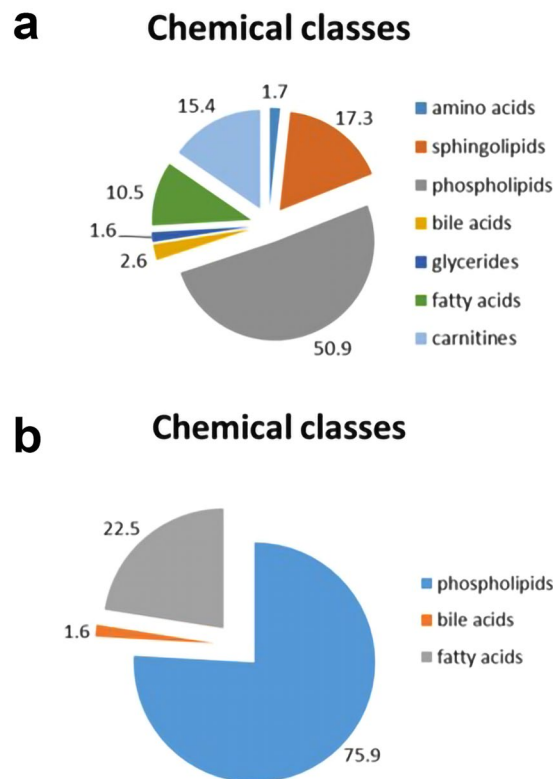 a
Chemical classes
1.7
15.4
17.3
10.5
1.6
2.6
50.9
amino acids
sphingolipids
phospholipids
bile acids
glycerides
fatty acids
carnitines
b
Chemical classes
22.5
1.6
75.9
phospholipids
bile acids
fatty acids